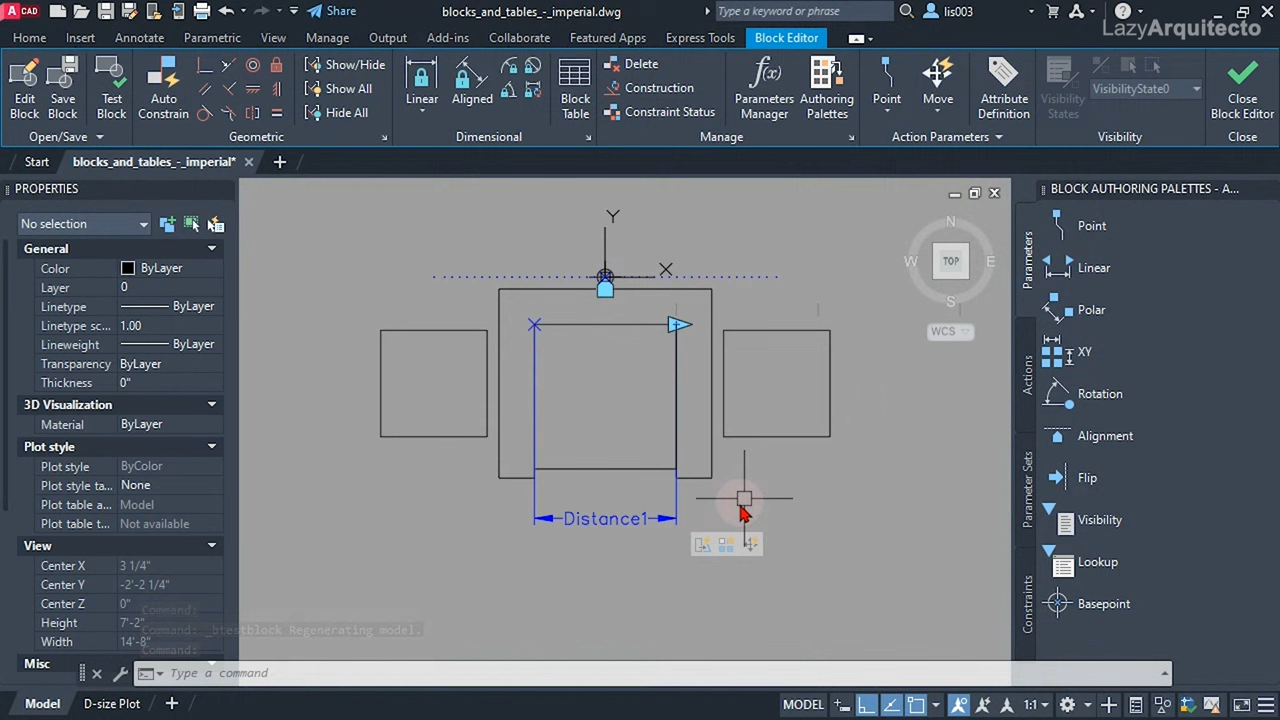 A CAD Share blocks_and_tables_-_imperial.dwg Type a keyword or phrase lis003
LazyArquitecto
Home Insert Annotate Parametric View Manage Output Add-ins Featured Apps Express Tools Block Editor
Edit Block Save Block Test Block
Auto Constrain
Show/Hide
Show All
Hide All
Linear Aligned
Block Table
Delete
Construction
Constraint Status
Parameters Manager Authoring Palettes
Point Move
Attribute Definition
Visibility States VisibilityState0
Close Block Editor
Open/Save Geometric Dimensional Manage Action Parameters Visibility Close
Start blocks_and_tables_-_imperial*
PROPERTIES
No selection
General
Color ByLayer
Layer 0
Linetype ByLayer
Linetype sc... 1.00
Lineweight ByLayer
Transparency ByLayer
Thickness 0"
3D Visualization
Material ByLayer
Plot style
Plot style ByColor
Plot style ta... None
Plot table a... Model
Plot table t... Not available
View
Center X 3 1/4"
Center Y -2'-2 1/4"
Center Z 0"
Height 7'-2"
Width 14'-8"
Misc
Y
X
Distance1
N
W TOP E
S
WCS
BLOCK AUTHORING PALETTES - A...
Parameters
Actions
Parameter Sets
Constraints
Point
Linear
Polar
XY
Rotation
Alignment
Flip
Visibility
Lookup
Basepoint
Command:
Command: _btestblock Regenerating model.
Command:
Type a command
Model D-size Plot
MODEL 1:1